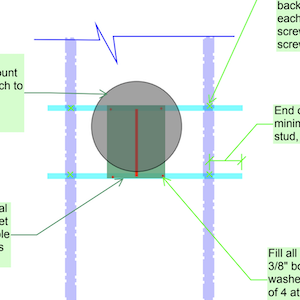 back
each
screw
screw
ount
ch to
End o
minim
stud,
al
et
ble
s
Fill all
3/8" bo
washe
of 4 at